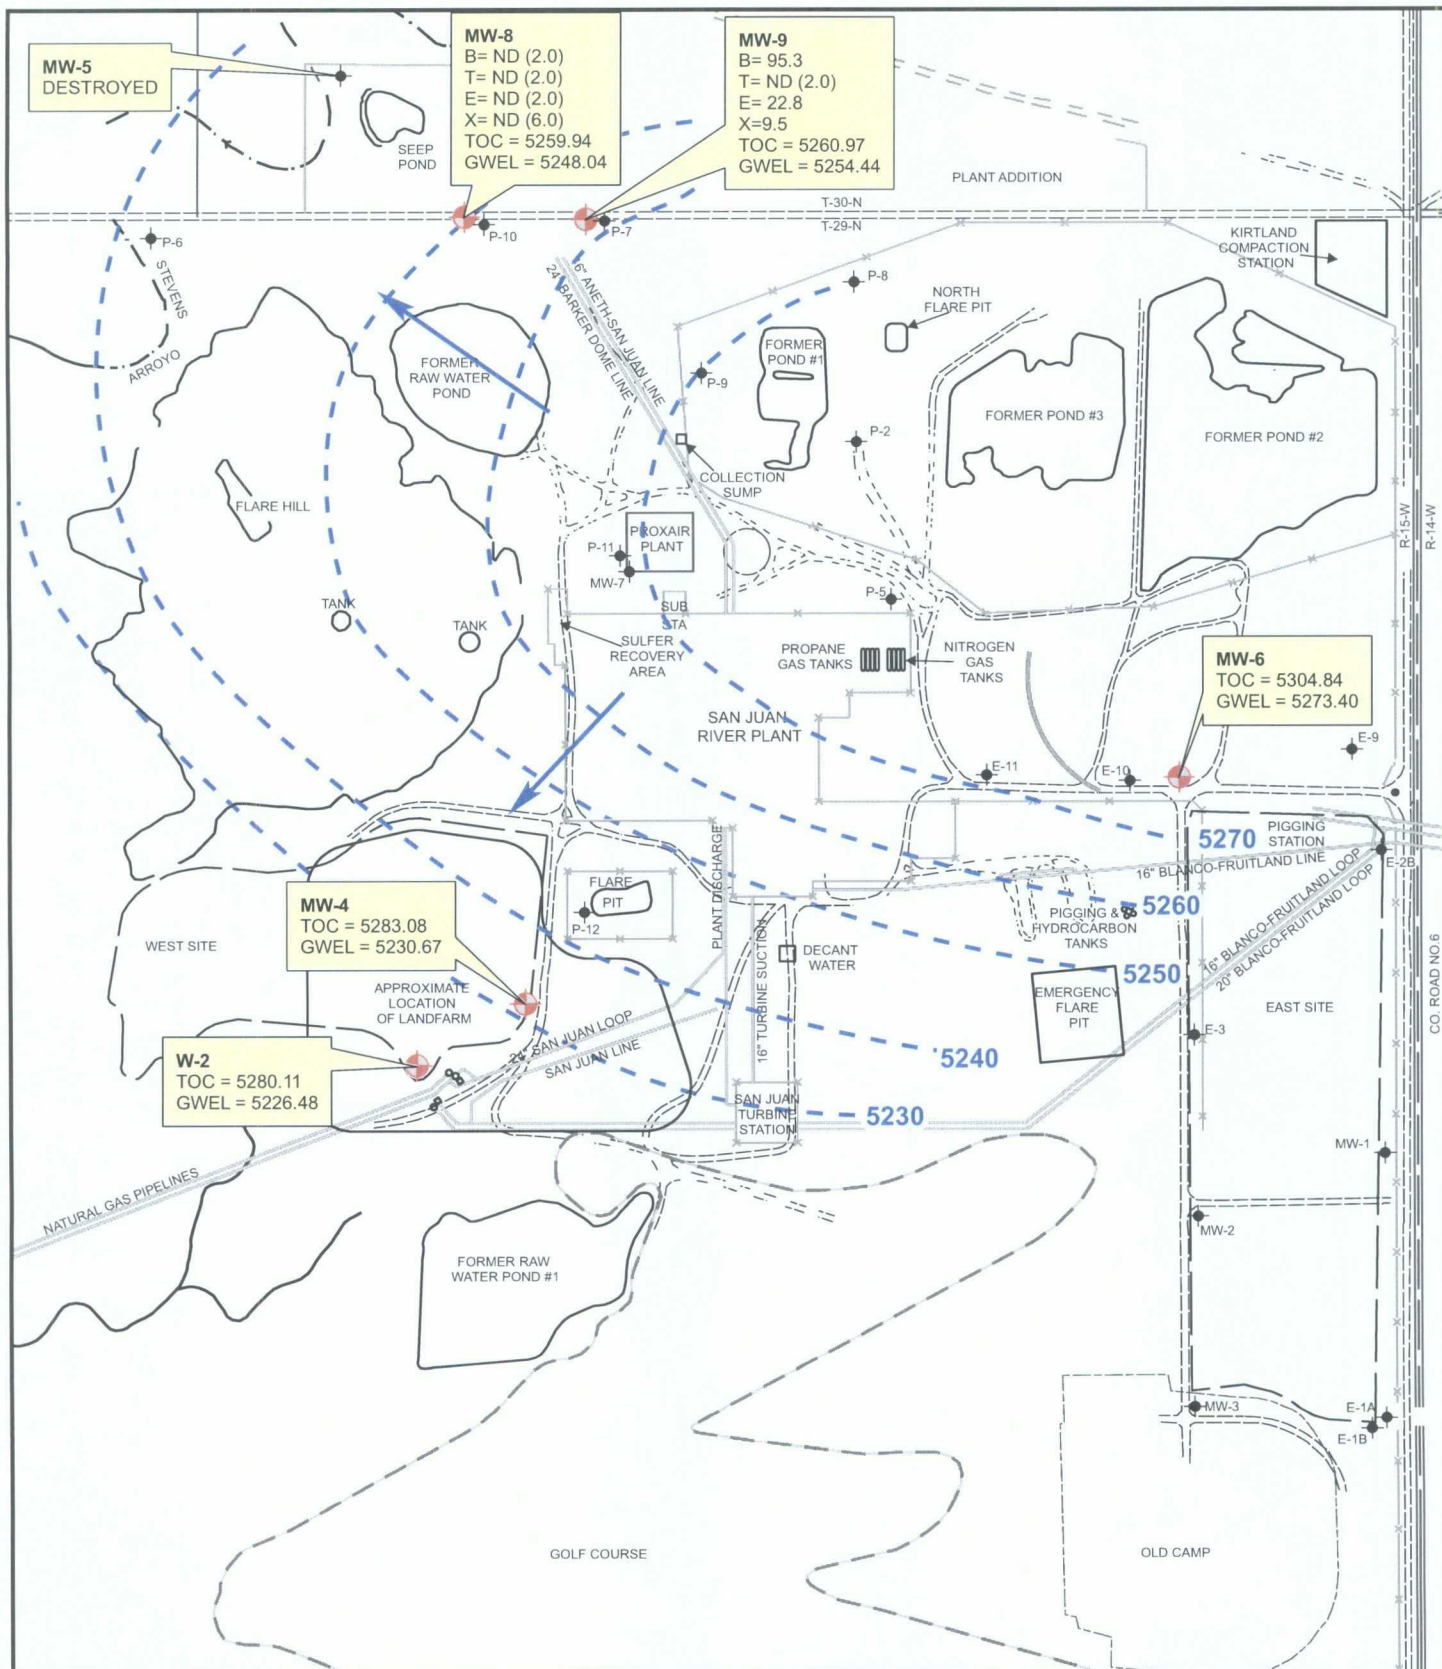 MW-5
DESTROYED
MW-8
B= ND (2.0)
T= ND (2.0)
E= ND (2.0)
X= ND (6.0)
TOC = 5259.94
GWEL = 5248.04
MW-9
B= 95.3
T= ND (2.0)
E= 22.8
X=9.5
TOC = 5260.97
GWEL = 5254.44
SEEP
POND
PLANT ADDITION
T-30-N
T-29-N
P-6
P-10
P-7
KIRTLAND
COMPACTION
STATION
STEVENS
ARROYO
6" ANETH-SAN JUAN LINE
24" BARKER DOME LINE
P-8
NORTH
FLARE PIT
FORMER
RAW WATER
POND
FORMER
POND #1
P-9
FORMER POND #3
FORMER POND #2
P-2
COLLECTION
SUMP
FLARE HILL
R-15-W
R-14-W
PROXAIR
PLANT
P-11
MW-7
P-5
TANK
TANK
SUB
STA
SULFER
RECOVERY
AREA
PROPANE
GAS TANKS
NITROGEN
GAS
TANKS
MW-6
TOC = 5304.84
GWEL = 5273.40
SAN JUAN
RIVER PLANT
E-9
E-11
E-10
5270
PIGGING
STATION
E-2B
16" BLANCO-FRUITLAND LINE
PLANT DISCHARGE
FLARE
PIT
P-12
MW-4
TOC = 5283.08
GWEL = 5230.67
5260
PIGGING &
HYDROCARBON
TANKS
16" BLANCO-FRUITLAND LOOP
20" BLANCO-FRUITLAND LOOP
WEST SITE
DECANT
WATER
5250
16" TURBINE SUCTION
APPROXIMATE
LOCATION
OF LANDFARM
EMERGENCY
FLARE
PIT
EAST SITE
CO. ROAD NO.6
24" SAN JUAN LOOP
SAN JUAN LINE
E-3
5240
W-2
TOC = 5280.11
GWEL = 5226.48
SAN JUAN
TURBINE
STATION
5230
MW-1
NATURAL GAS PIPELINES
MW-2
FORMER RAW
WATER POND #1
MW-3
E-1A
E-1B
GOLF COURSE
OLD CAMP